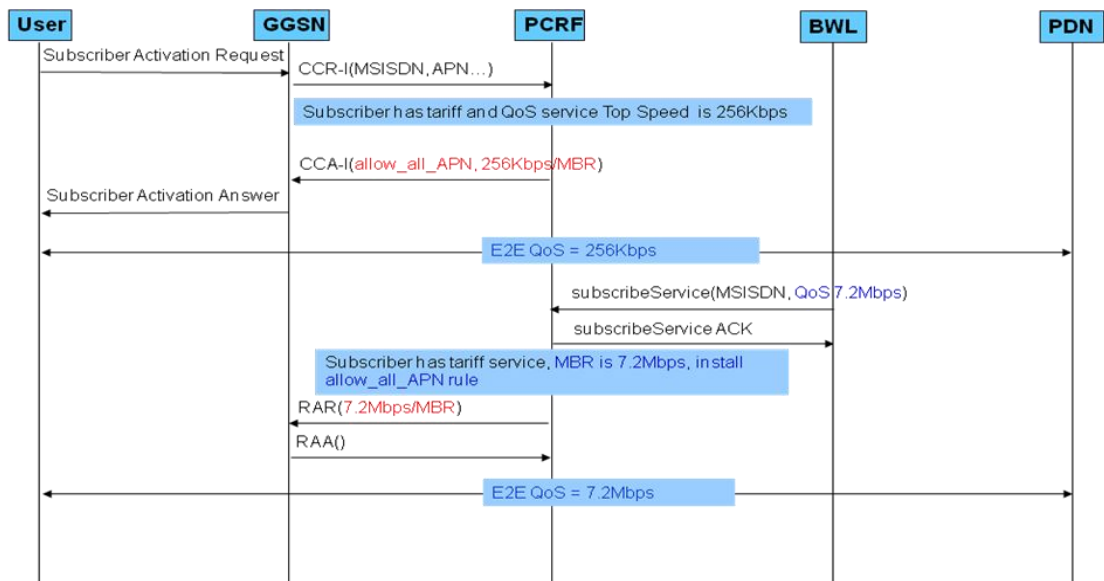 User GGSN PCRF BWL PDN
Subscriber Activation Request
CCR-I(MSISDN, APN...)
Subscriber has tariff and QoS service Top Speed is 256Kbps
CCA-I(allow_all_APN, 256Kbps/MBR)
Subscriber Activation Answer
E2E QoS = 256Kbps
subscribeService(MSISDN, QoS 7.2Mbps)
subscribeService ACK
Subscriber has tariff service, MBR is 7.2Mbps, install
allow_all_APN rule
RAR(7.2Mbps/MBR)
RAA()
E2E QoS = 7.2Mbps